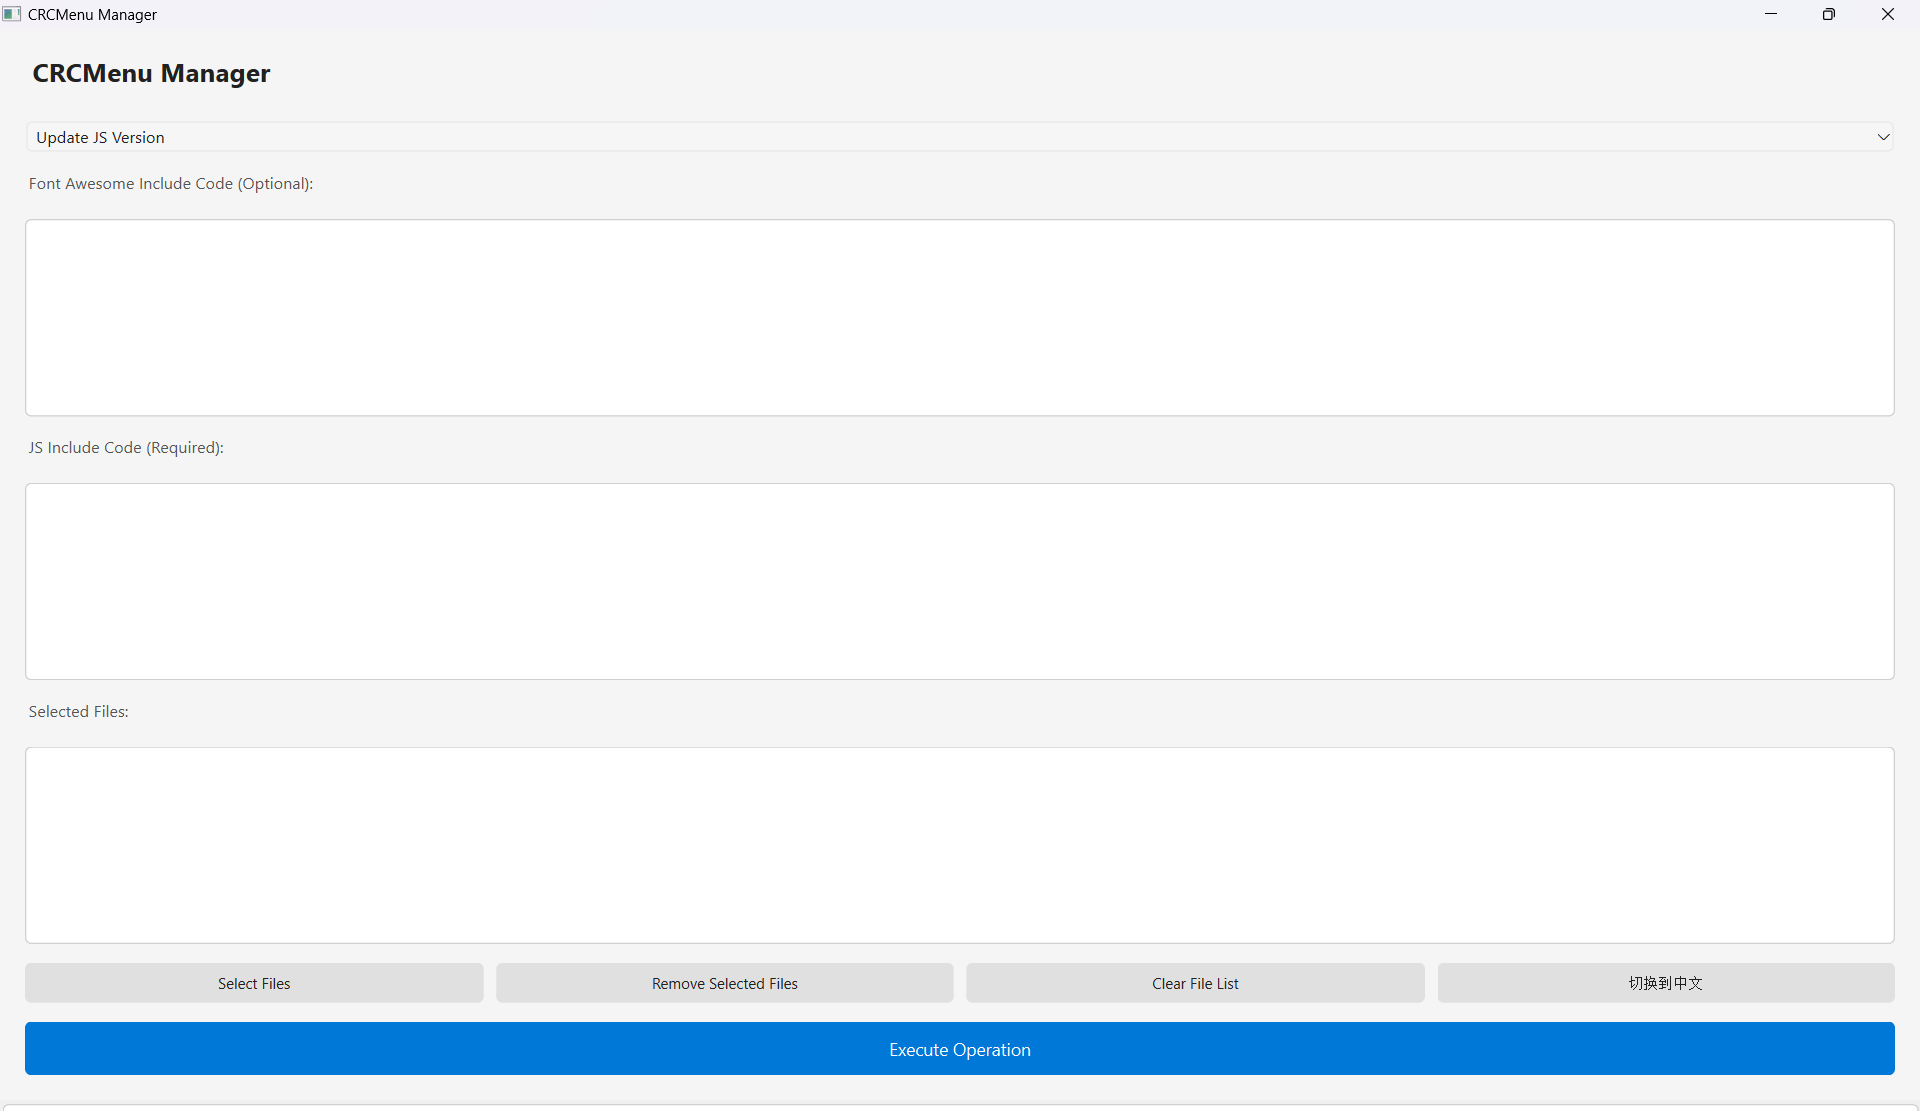 CRCMenu Manager
CRCMenu Manager
Update JS Version
Font Awesome Include Code (Optional):
JS Include Code (Required):
Selected Files:
Select Files
Remove Selected Files
Clear File List
切换到中文
Execute Operation